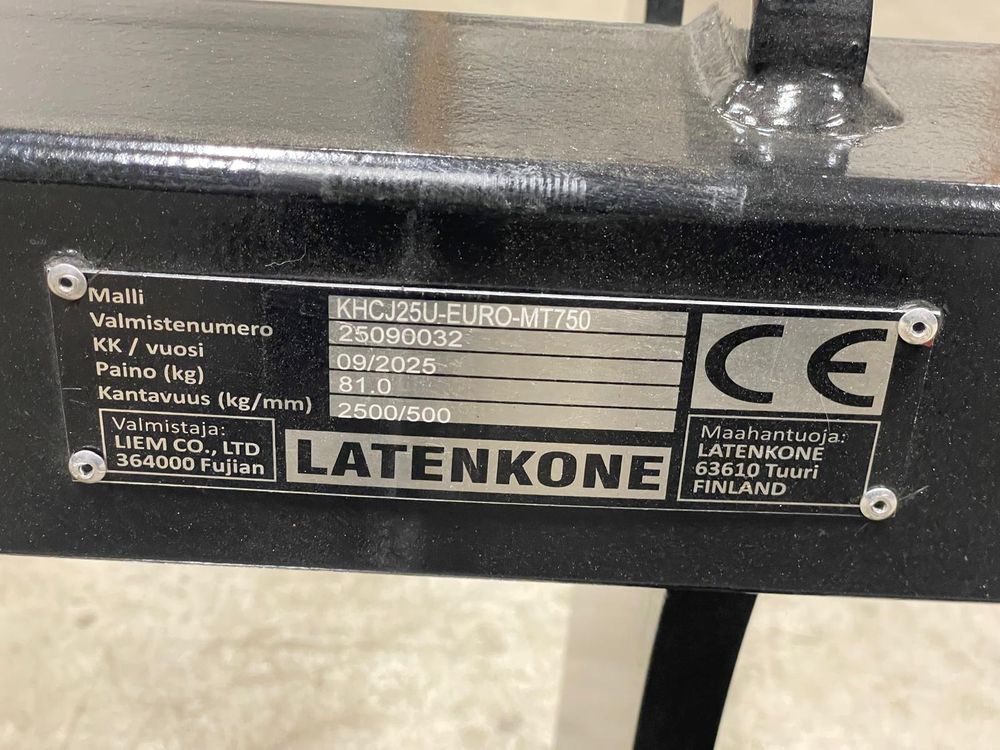 Malli KHCJ25U-EURO-MT750
Valmistenumero 25090032
KK / vuosi 09/2025
Paino (kg) 81.0
Kantavuus (kg/mm) 2500/500
CE
Valmistaja:
LIEM CO., LTD
364000 Fujian
LATENKONE
Maahantuoja:
LATENKONE
63610 Tuuri
FINLAND